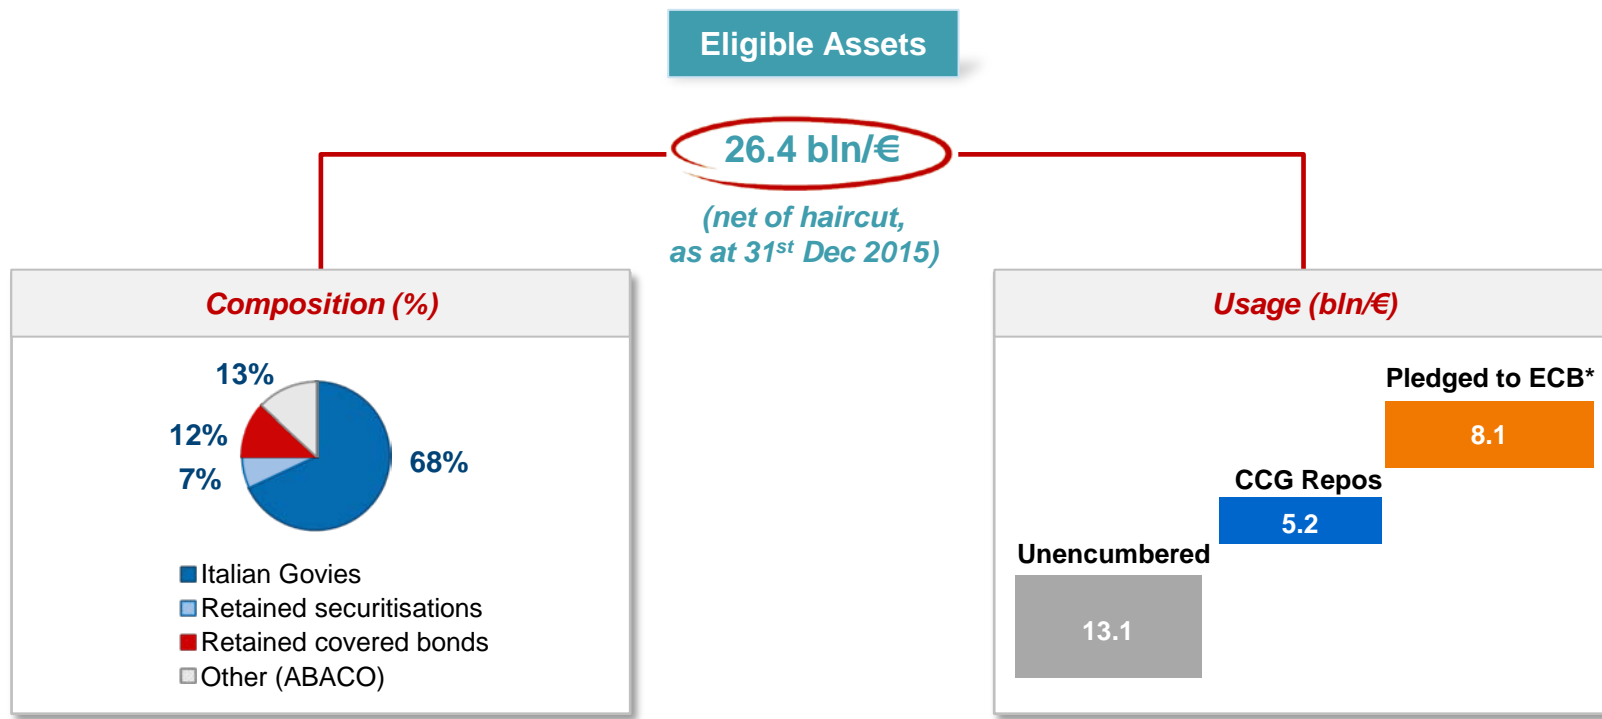 Eligible Assets
26.4 bln/€
(net of haircut,
as at 31st Dec 2015)
Composition (%)
13%
12%
7%
68%
Italian Govies
Retained securitisations
Retained covered bonds
Other (ABACO)
Usage (bln/€)
Pledged to ECB*
8.1
CCG Repos
5.2
Unencumbered
13.1